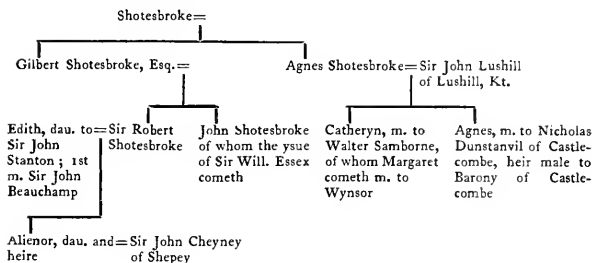 Shotesbroke=
Gilbert Shotesbroke, Esq.=
Agnes Shotesbroke= Sir John Lushill
of Lushill, Kt.
Edith, dau. to=Sir Robert
Sir John Shotesbroke
Stanton ; 1st
m. Sir John
Beauchamp
John Shotesbroke
of whom the ysue
of Sir Will. Essex
cometh
Catheryn, m. to
Walter Samborne,
of whom Margaret
cometh m. to
Wynsor
Agnes, m. to Nicholas
Dunstanvil of Castle-
combe, heir male to
Barony of Castle-
combe
Alienor, dau. and= Sir John Cheyney
heire of Shepey